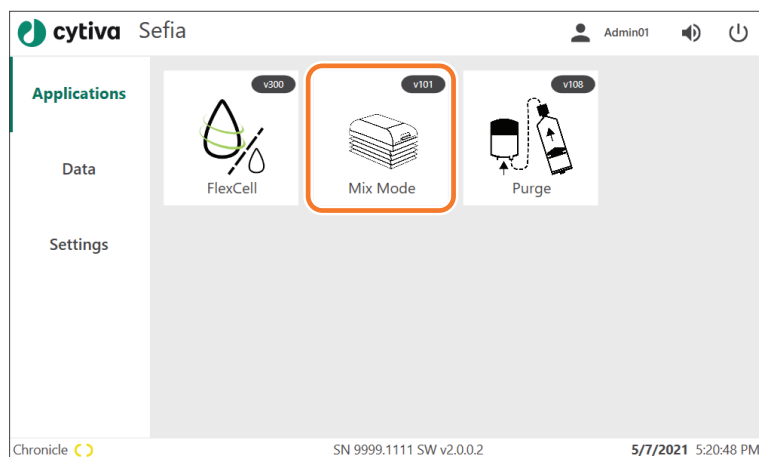 cytiva Sefia Admin01
Applications
Data
Settings
v300
FlexCell
v101
Mix Mode
v108
Purge
Chronicle SN 9999.1111 SW v2.0.0.2 5/7/2021 5:20:48 PM